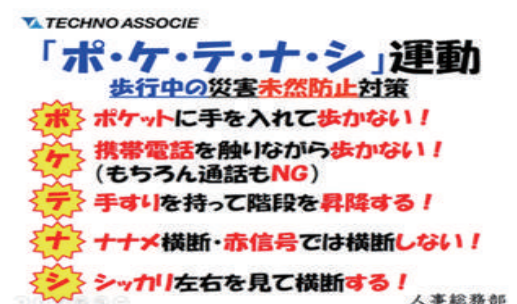 TECHNO ASSOCIE
「ポ・ケ・テ・ナ・シ」運動
歩行中の災害未然防止対策
ポ ポケットに手を入れて歩かない！
ケ 携帯電話を触りながら歩かない！
（もちろん通話もNG）
テ 手すりを持って階段を昇降する！
ナ ナナメ横断・赤信号では横断しない！
シ シッカリ左右を見て横断する！
人事総務部